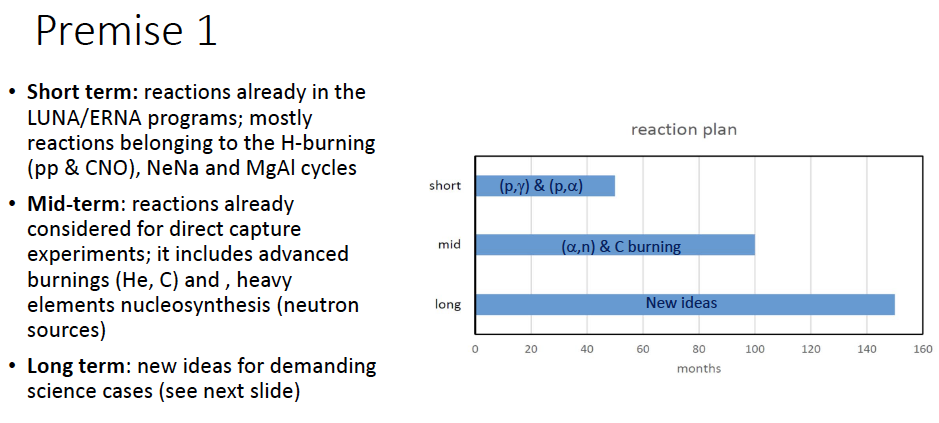 Premise 1
• Short term: reactions already in the
LUNA/ERNA programs; mostly
reactions belonging to the H-burning
(pp & CNO), NeNa and MgAl cycles
• Mid-term: reactions already
considered for direct capture
experiments; it includes advanced
burnings (He, C) and , heavy
elements nucleosynthesis (neutron
sources)
• Long term: new ideas for demanding
science cases (see next slide)
reaction plan
short
(p,γ) & (p,α)
mid
(α,n) & C burning
long
New ideas
0 20 40 60 80 100 120 140 160
months